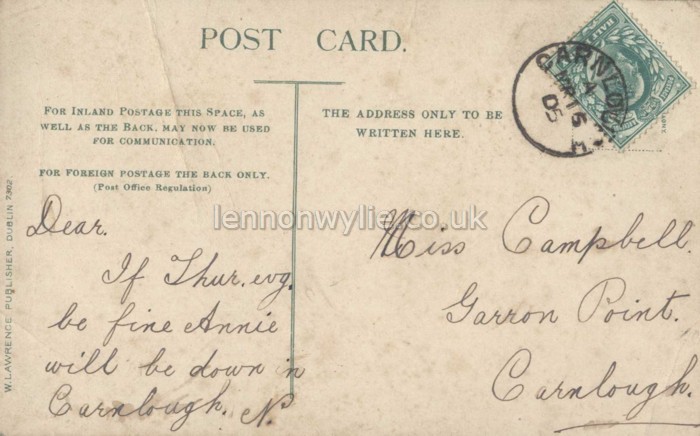 POST CARD.
FOR INLAND POSTAGE THIS SPACE, AS
WELL AS THE BACK, MAY NOW BE USED
FOR COMMUNICATION.
FOR FOREIGN POSTAGE THE BACK ONLY.
(Post Office Regulation)
THE ADDRESS ONLY TO BE
WRITTEN HERE.
CARNLOUGH
A
MR 15
05
lennonwylie.co.uk
Dear.
If Thur. evg.
be fine Annie
will be down in
Carnlough. N.
Miss Campbell.
Garron Point.
Carnlough.
W. LAWRENCE, PUBLISHER, DUBLIN 7302